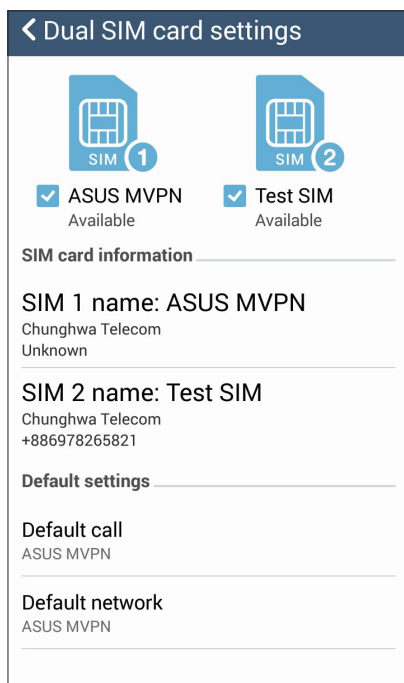 Dual SIM card settings
SIM 1 SIM 2
ASUS MVPN Test SIM
Available Available
SIM card information
SIM 1 name: ASUS MVPN
Chunghwa Telecom
Unknown
SIM 2 name: Test SIM
Chunghwa Telecom
+886978265821
Default settings
Default call
ASUS MVPN
Default network
ASUS MVPN